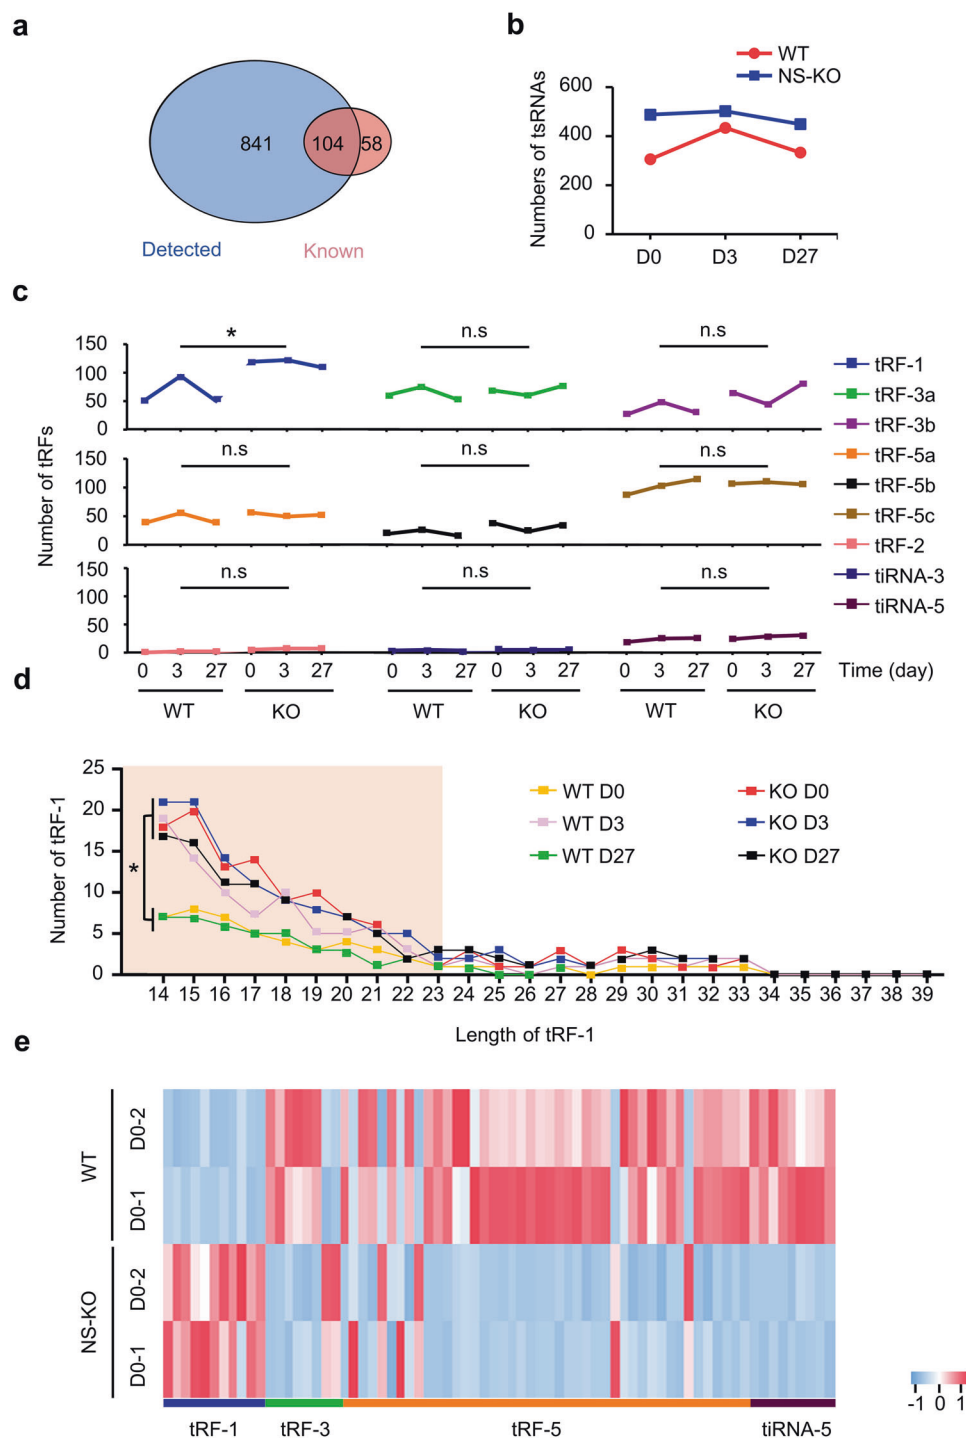 a
841
104
58
Detected
Known
b
WT
NS-KO
Numbers of tsRNAs
600
400
200
0
D0
D3
D27
c
Number of tRFs
150
100
50
0
*
n.s
n.s
tRF-1
tRF-3a
tRF-3b
tRF-5a
tRF-5b
tRF-5c
tRF-2
tiRNA-3
tiRNA-5
150
100
50
0
n.s
n.s
n.s
150
100
50
0
n.s
n.s
n.s
0 3 27 0 3 27 0 3 27 0 3 27 0 3 27 0 3 27
Time (day)
WT KO WT KO WT KO
d
Number of tRF-1
25
20
15
10
5
0
*
WT D0
WT D3
WT D27
KO D0
KO D3
KO D27
14 15 16 17 18 19 20 21 22 23 24 25 26 27 28 29 30 31 32 33 34 35 36 37 38 39
Length of tRF-1
e
WT
D0-2
D0-1
NS-KO
D0-2
D0-1
tRF-1
tRF-3
tRF-5
tiRNA-5
-1 0 1